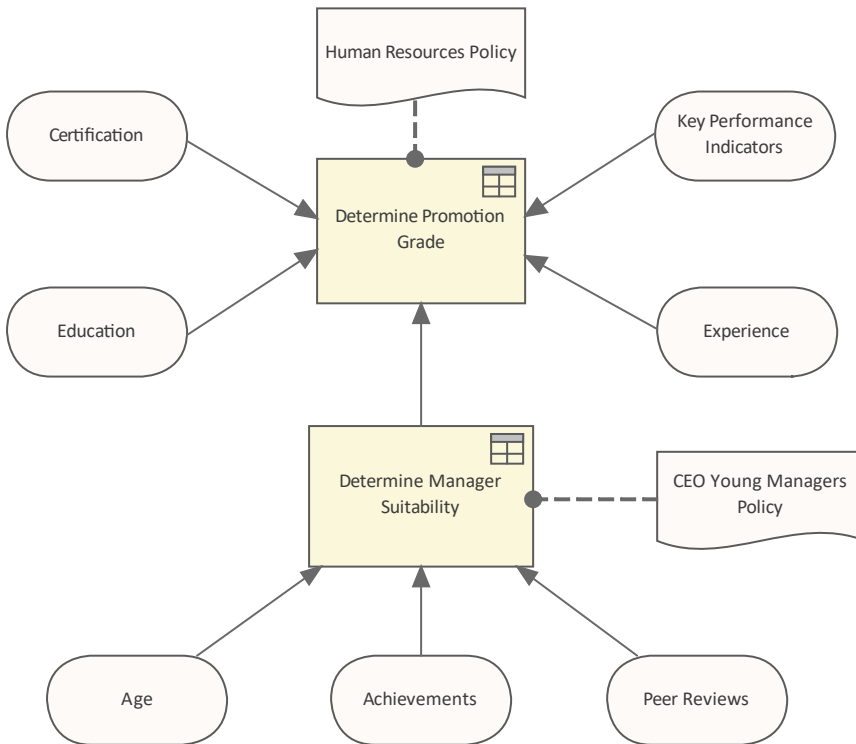 Human Resources Policy
Certification
Key Performance
Indicators
Determine Promotion
Grade
Education
Experience
Determine Manager
Suitability
CEO Young Managers
Policy
Age
Achievements
Peer Reviews